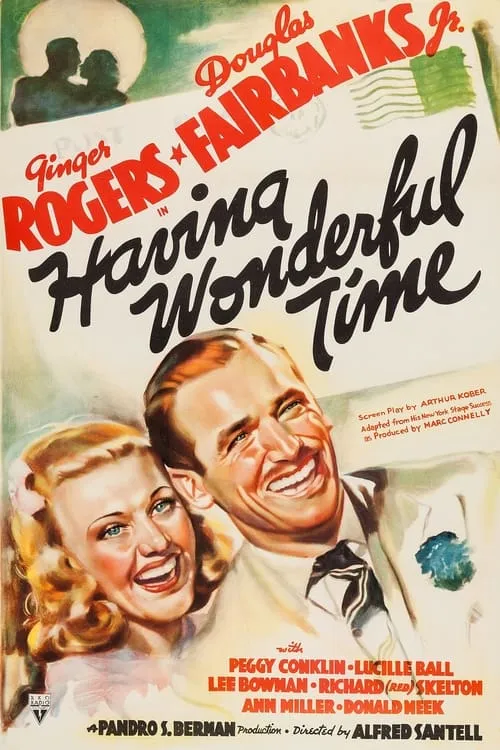 Ginger
ROGERS
Douglas
FAIRBANKS Jr.
IN
Having
Wonderful
Time
Screen Play by ARTHUR KOBER
Adapted from His New York Stage Success
as Produced by MARC CONNELLY
with
PEGGY CONKLIN · LUCILLE BALL
LEE BOWMAN · RICHARD (RED) SKELTON
ANN MILLER · DONALD MEEK
A PANDRO S. BERMAN Production · Directed by ALFRED SANTELL
RKO
RADIO